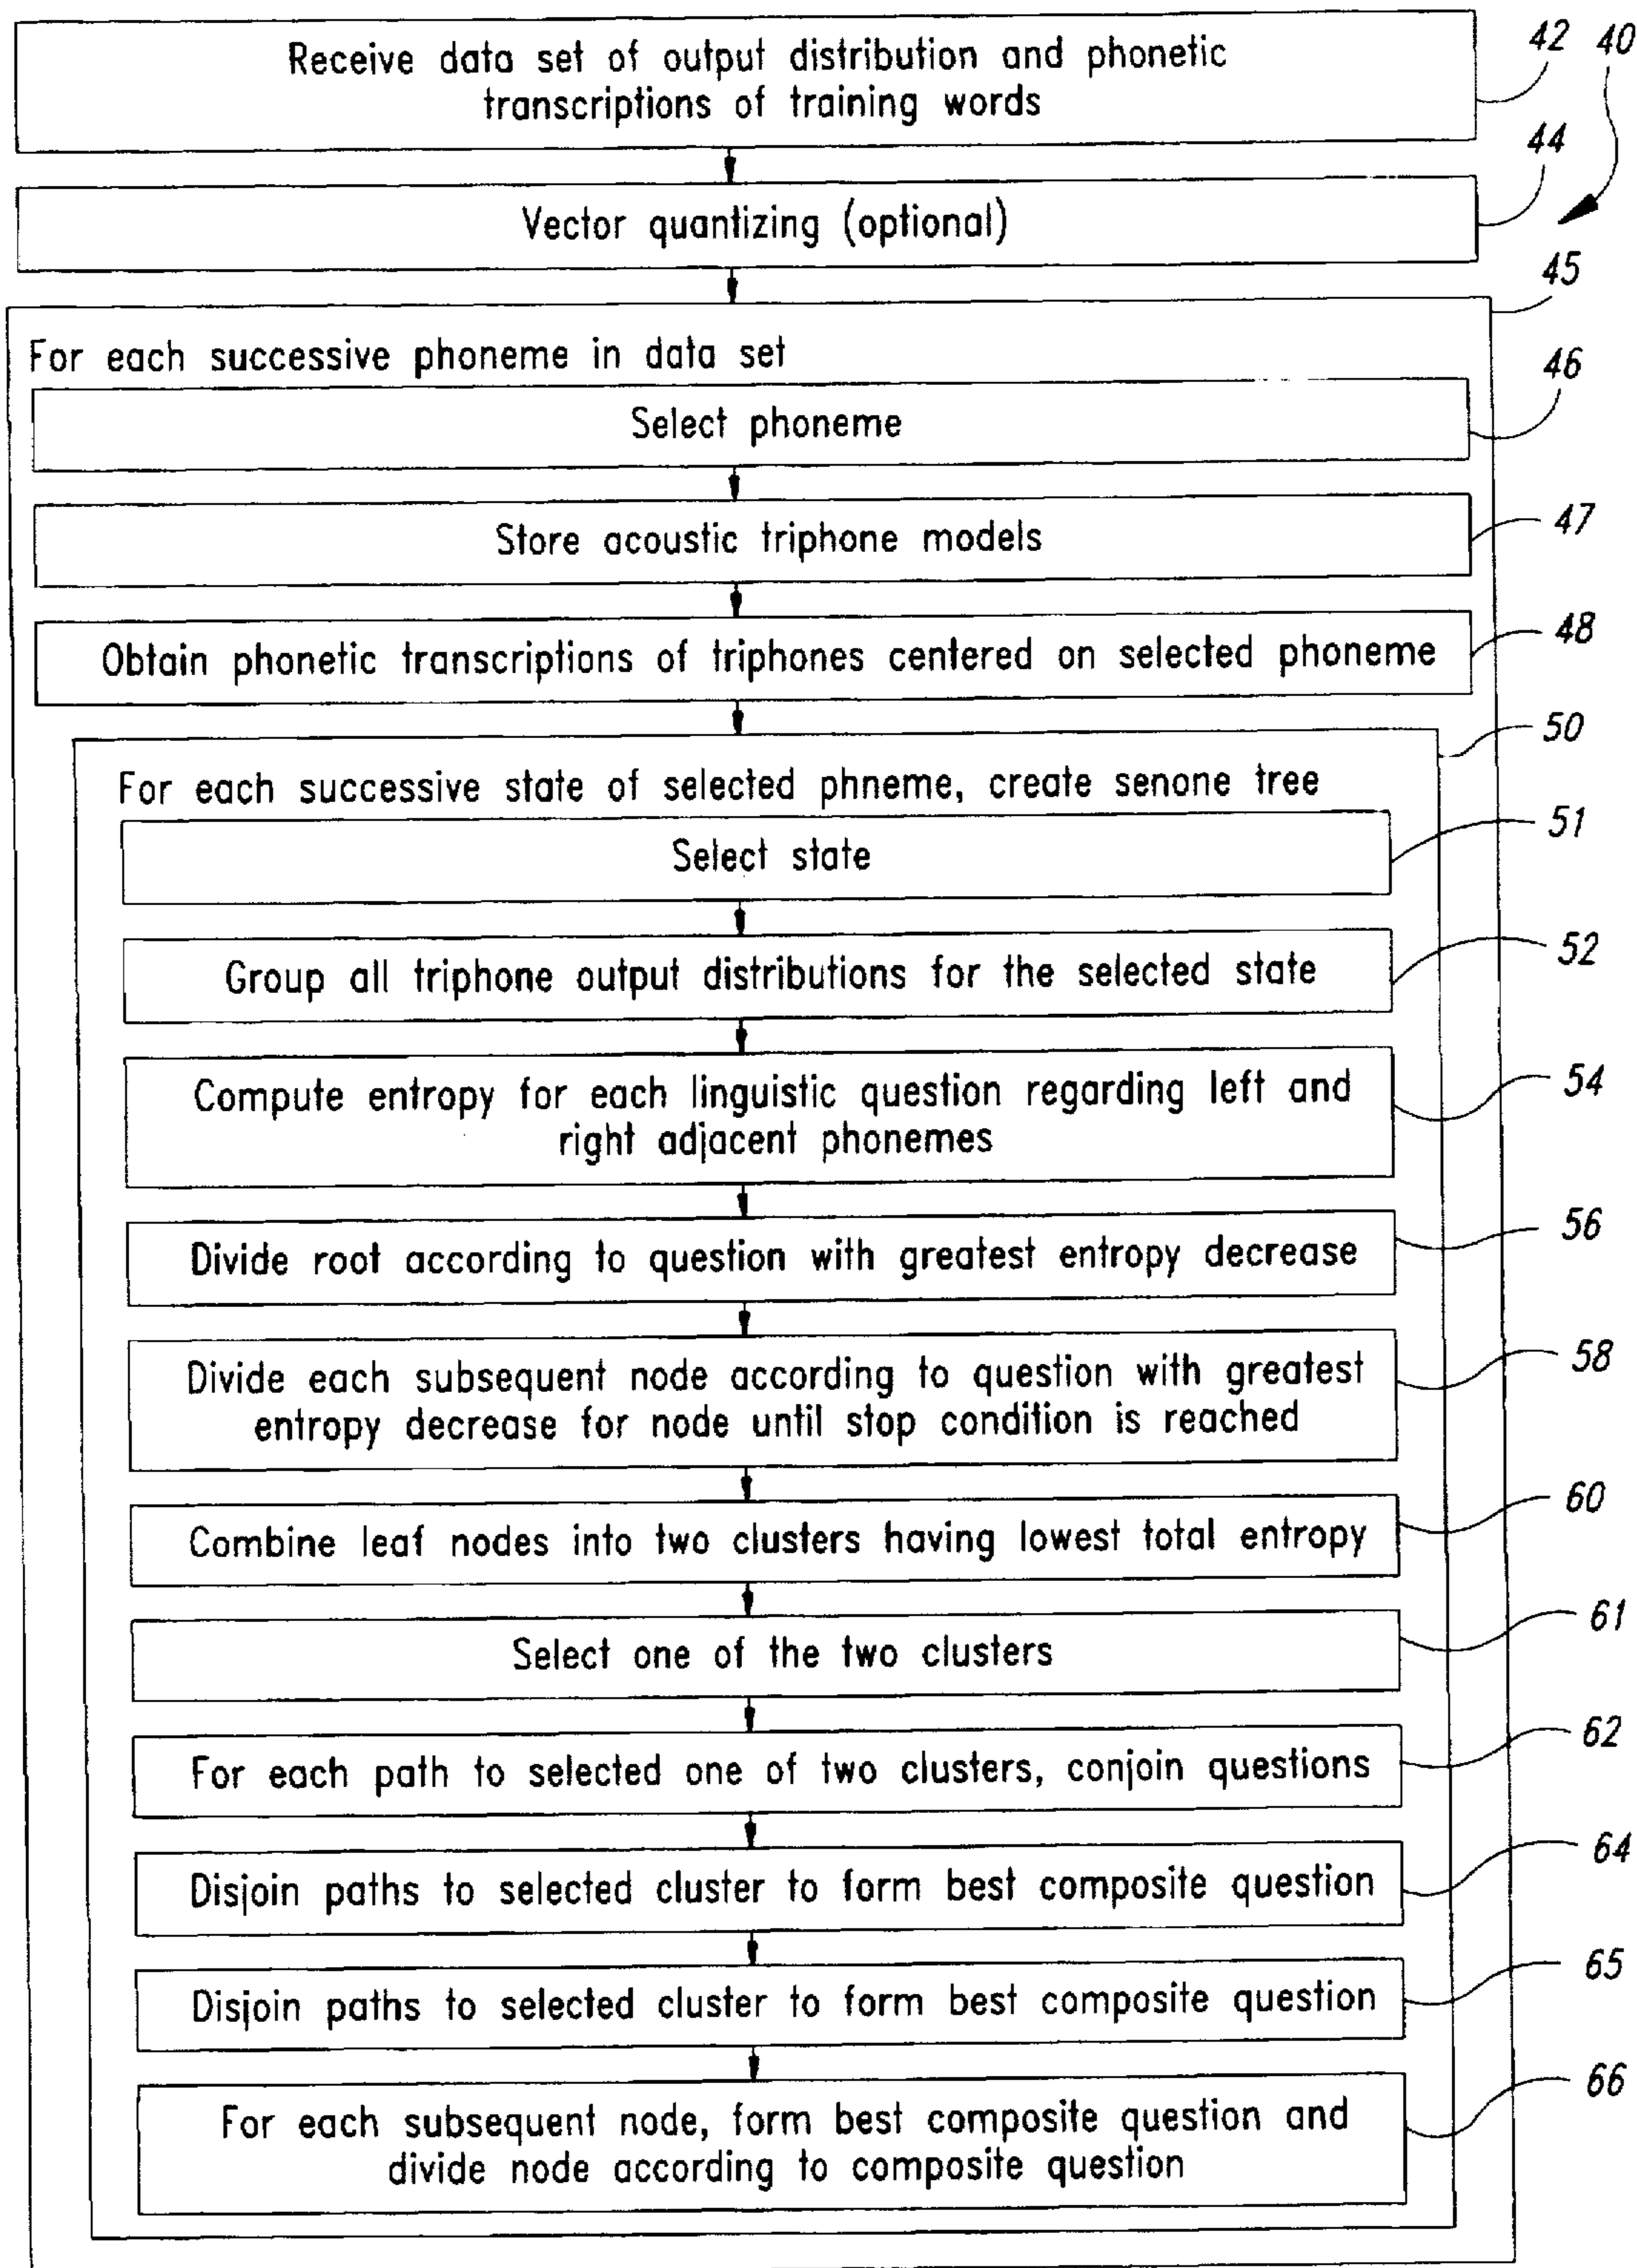 Receive data set of output distribution and phonetic
transcriptions of training words
42
40
Vector quantizing (optional)
44
45
For each successive phoneme in data set
Select phoneme
46
Store acoustic triphone models
47
Obtain phonetic transcriptions of triphones centered on selected phoneme
48
50
For each successive state of selected phneme, create senone tree
Select state
51
Group all triphone output distributions for the selected state
52
Compute entropy for each linguistic question regarding left and
right adjacent phonemes
54
Divide root according to question with greatest entropy decrease
56
Divide each subsequent node according to question with greatest
entropy decrease for node until stop condition is reached
58
Combine leaf nodes into two clusters having lowest total entropy
60
Select one of the two clusters
61
For each path to selected one of two clusters, conjoin questions
62
Disjoin paths to selected cluster to form best composite question
64
Disjoin paths to selected cluster to form best composite question
65
For each subsequent node, form best composite question and
divide node according to composite question
66